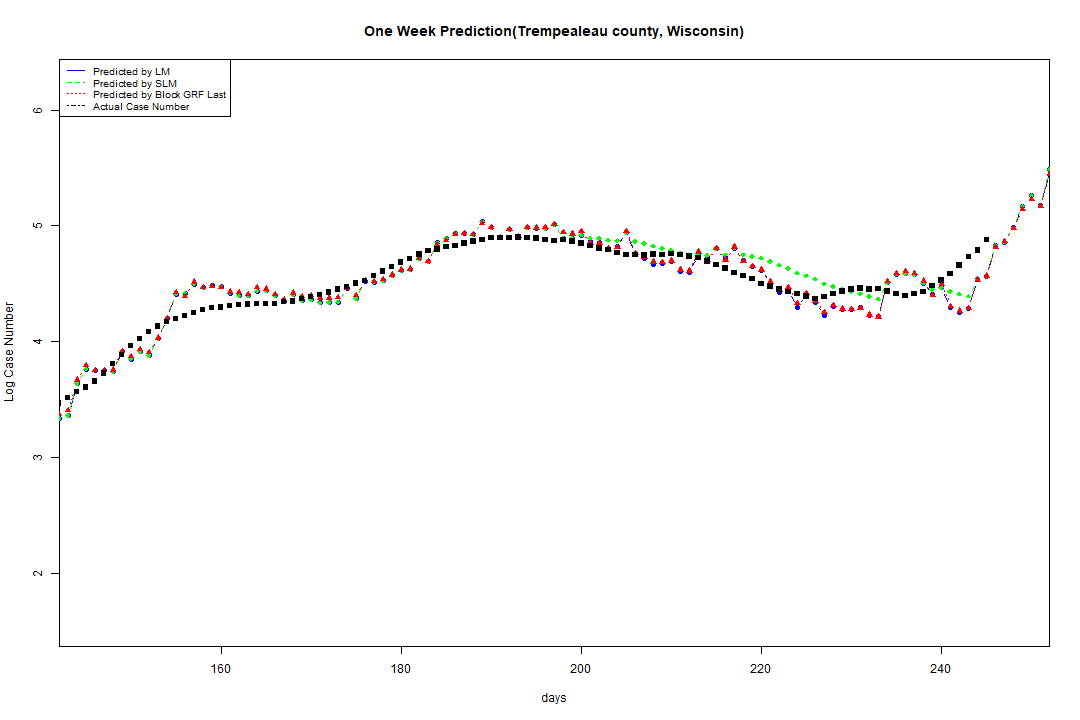 One Week Prediction(Trempealeau county, Wisconsin)
Predicted by LM
Predicted by SLM
Predicted by Block GRF Last
Actual Case Number
6
5
4
3
2
Log Case Number
160 180 200 220 240
days